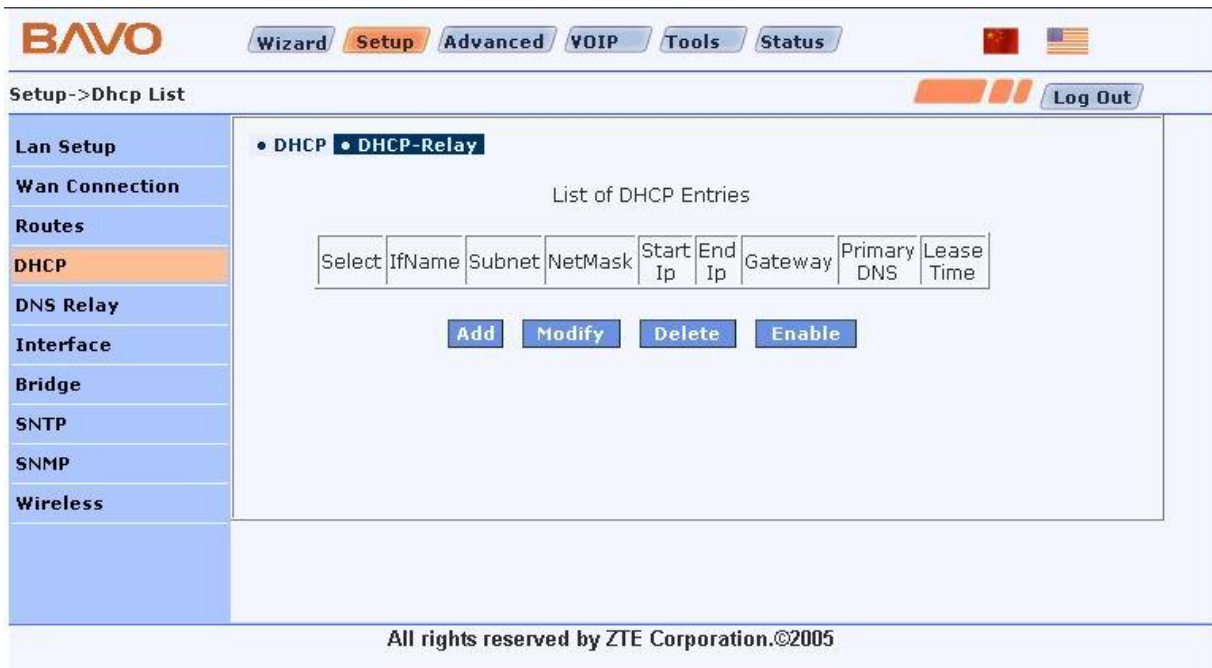 BAVO
Wizard Setup Advanced VOIP Tools Status
Setup->Dhcp List
Log Out
Lan Setup
Wan Connection
Routes
DHCP
DNS Relay
Interface
Bridge
SNTP
SNMP
Wireless
• DHCP • DHCP-Relay
List of DHCP Entries
Select IfName Subnet NetMask Start Ip End Ip Gateway Primary DNS Lease Time
Add Modify Delete Enable
All rights reserved by ZTE Corporation.©2005